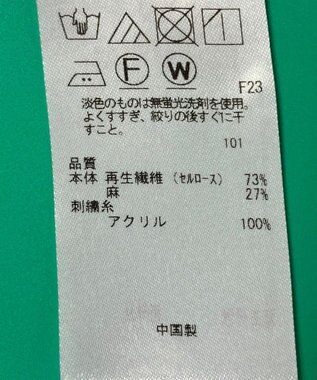 F
W
F23
淡色のものは無蛍光洗剤を使用。
よくすすぎ、絞りの後すぐに干
すこと。
101
品質
本体 再生繊維 (セルロース) 73%
麻 27%
刺繍糸
アクリル 100%
中国製